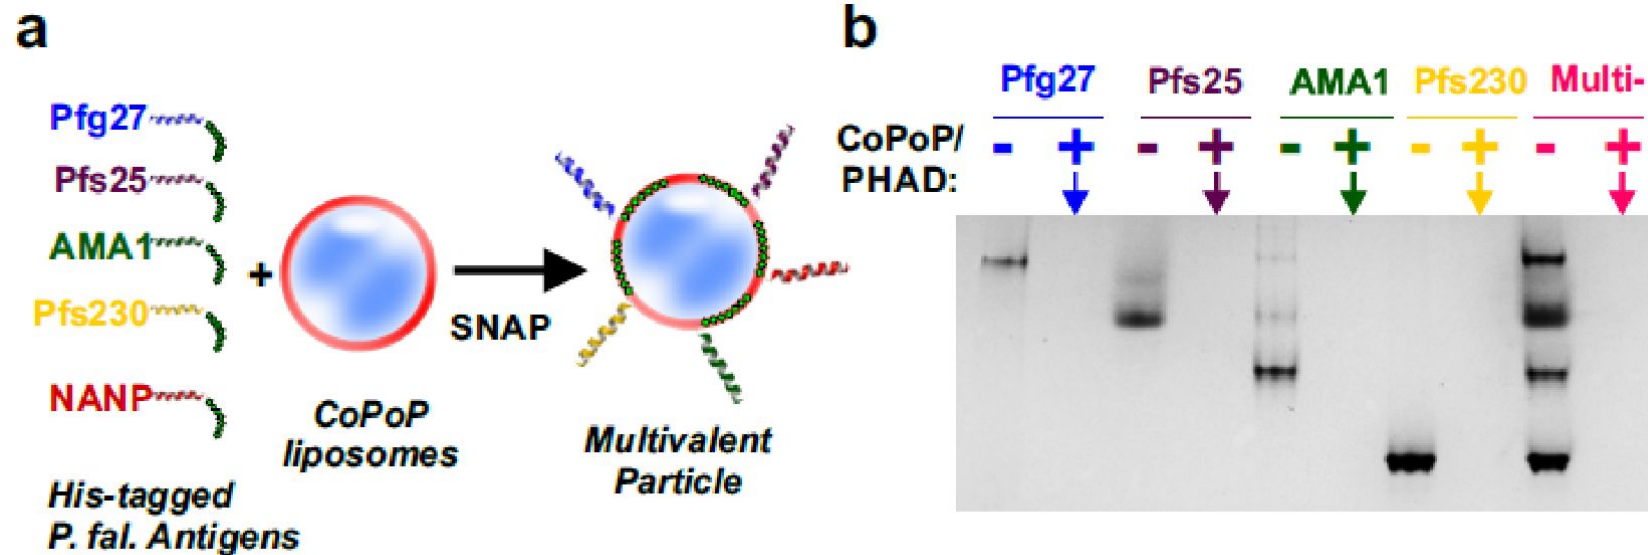 a
Pfg27
Pfs25
AMA1
Pfs230
NANP
His-tagged
P. fal. Antigens
+
CoPoP
liposomes
SNAP
Multivalent
Particle
b
Pfg27 Pfs25 AMA1 Pfs230 Multi-
CoPoP/ - + - + - + - + - +
PHAD: